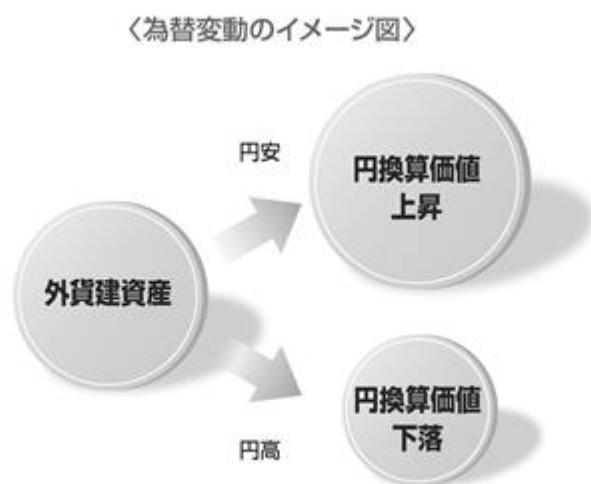 〈為替変動のイメージ図〉
円安
円換算価値
上昇
外貨建資産
円換算価値
下落
円高